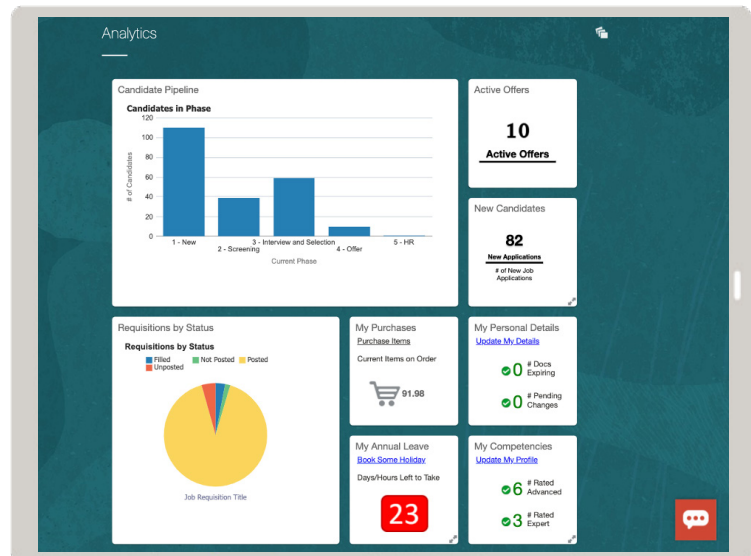 Analytics
Candidate Pipeline
Candidates in Phase
120
100
80
60
40
20
0
# of Candidates
1 - New
2 - Screening
3 - Interview and Selection
4 - Offer
5 - HR
Current Phase
Active Offers
10
Active Offers
New Candidates
82
New Applications
# of New Job
Applications
Requisitions by Status
Requisitions by Status
Filled Not Posted Posted
Unposted
Job Requisition Title
My Purchases
Purchase Items
Current Items on Order
91.98
My Personal Details
Update My Details
0 # Docs
Expiring
0 # Pending
Changes
My Annual Leave
Book Some Holiday
Days/Hours Left to Take
23
My Competencies
Update My Profile
6 # Rated
Advanced
3 # Rated
Expert